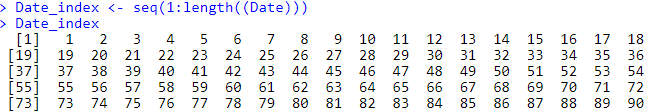 > Date_index <- seq(1:length((Date)))
> Date_index
[1] 1 2 3 4 5 6 7 8 9 10 11 12 13 14 15 16 17 18
[19] 19 20 21 22 23 24 25 26 27 28 29 30 31 32 33 34 35 36
[37] 37 38 39 40 41 42 43 44 45 46 47 48 49 50 51 52 53 54
[55] 55 56 57 58 59 60 61 62 63 64 65 66 67 68 69 70 71 72
[73] 73 74 75 76 77 78 79 80 81 82 83 84 85 86 87 88 89 90